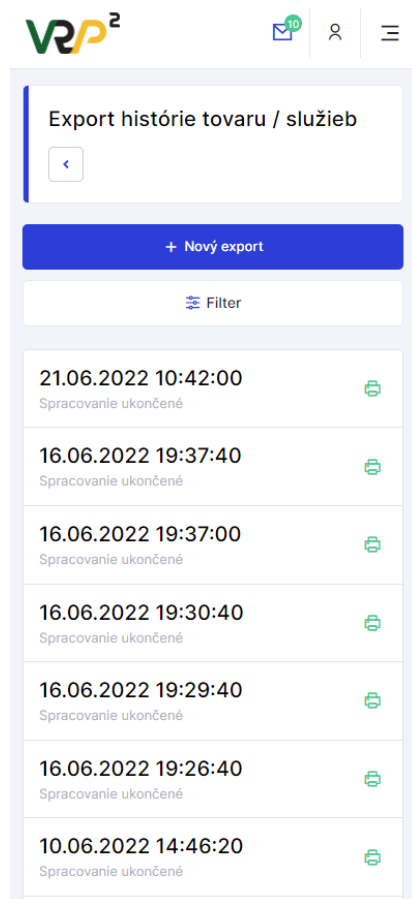 VRP²
10
Export histórie tovaru / služieb
+ Nový export
Filter
21.06.2022 10:42:00
Spracovanie ukončené
16.06.2022 19:37:40
Spracovanie ukončené
16.06.2022 19:37:00
Spracovanie ukončené
16.06.2022 19:30:40
Spracovanie ukončené
16.06.2022 19:29:40
Spracovanie ukončené
16.06.2022 19:26:40
Spracovanie ukončené
10.06.2022 14:46:20
Spracovanie ukončené